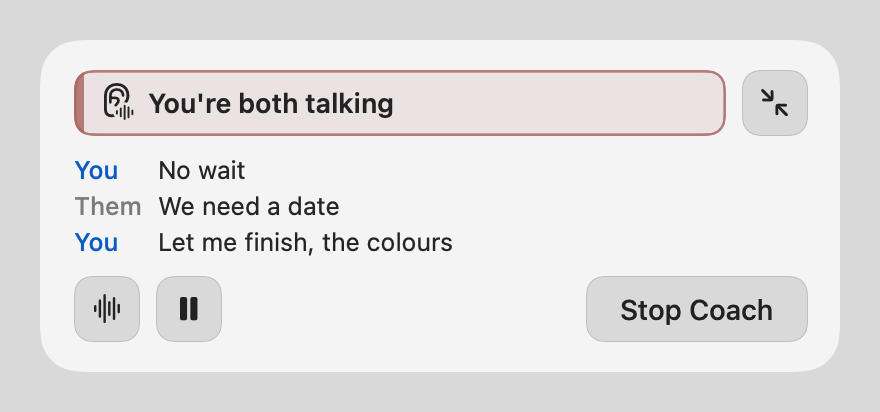 You're both talking
You No wait
Them We need a date
You Let me finish, the colours
Stop Coach